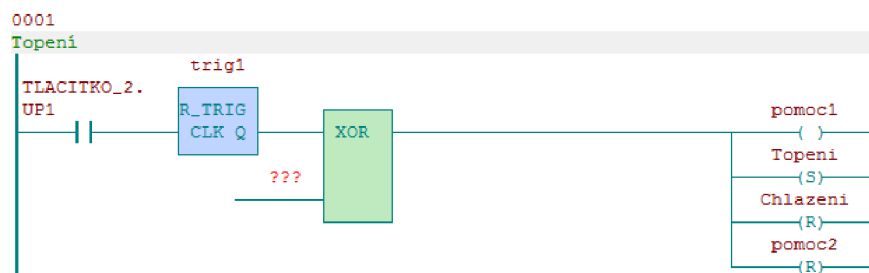 0001
Topení
trig1
TLACITKO_2.
UP1
R_TRIG
CLK Q
XOR
???
pomoc1
( )
Topeni
(S)
Chlazeni
(R)
pomoc2
(R)